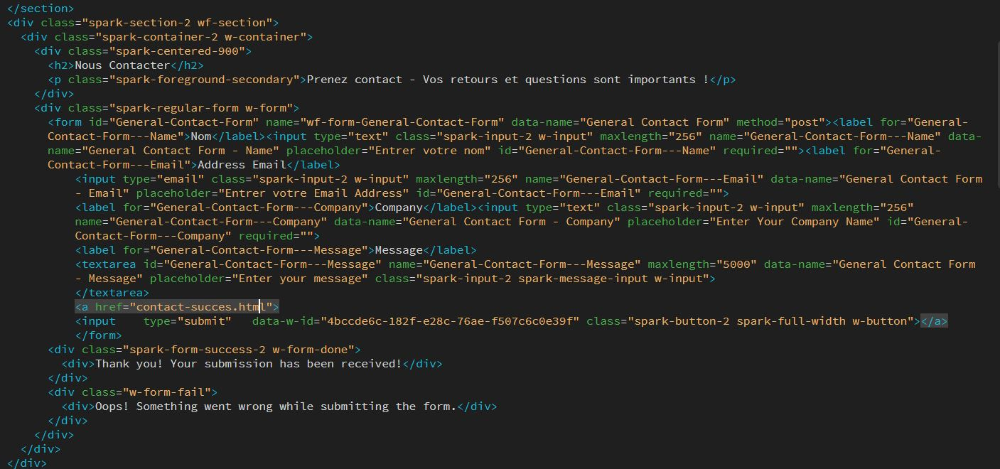 </section>
<div class="spark-section-2 wf-section">
<div class="spark-container-2 w-container">
<div class="spark-centered-900">
<h2>Nous Contacter</h2>
<p class="spark-foreground-secondary">Prenez contact - Vos retours et questions sont importants !</p>
</div>
<div class="spark-regular-form w-form">
<form id="General-Contact-Form" name="wf-form-General-Contact-Form" data-name="General Contact Form" method="post"><label for="General-
Contact-Form---Name">Nom</label><input type="text" class="spark-input-2 w-input" maxlength="256" name="General-Contact-Form---Name" data-
name="General Contact Form - Name" placeholder="Entrer votre nom" id="General-Contact-Form---Name" required=""><label for="General-
Contact-Form---Email">Address Email</label>
<input type="email" class="spark-input-2 w-input" maxlength="256" name="General-Contact-Form---Email" data-name="General Contact Form
- Email" placeholder="Entrer votre Email Address" id="General-Contact-Form---Email" required="">
<label for="General-Contact-Form---Company">Company</label><input type="text" class="spark-input-2 w-input" maxlength="256"
name="General-Contact-Form---Company" data-name="General Contact Form - Company" placeholder="Enter Your Company Name" id="General-
Contact-Form---Company" required="">
<label for="General-Contact-Form---Message">Message</label>
<textarea id="General-Contact-Form---Message" name="General-Contact-Form---Message" maxlength="5000" data-name="General Contact Form
- Message" placeholder="Enter your message" class="spark-input-2 spark-message-input w-input">
</textarea>
<a href="contact-succes.html">
<input    type="submit"   data-w-id="4bccde6c-182f-e28c-76ae-f507c6c0e39f" class="spark-button-2 spark-full-width w-button"></a>
</form>
<div class="spark-form-success-2 w-form-done">
<div>Thank you! Your submission has been received!</div>
</div>
<div class="w-form-fail">
<div>Oops! Something went wrong while submitting the form.</div>
</div>
</div>
</div>
</div>